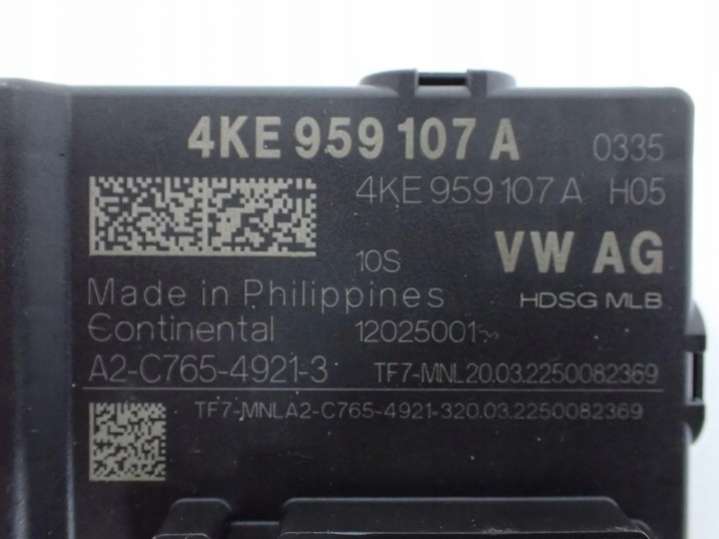 4KE 959 107 A 0335
4KE 959 107 A H05
10S VW AG
Made in Philippines HDSG MLB
Continental 12025001
A2-C765-4921-3 TF7-MNL20.03.2250082369
TF7-MNLA2-C765-4921-320.03.2250082369